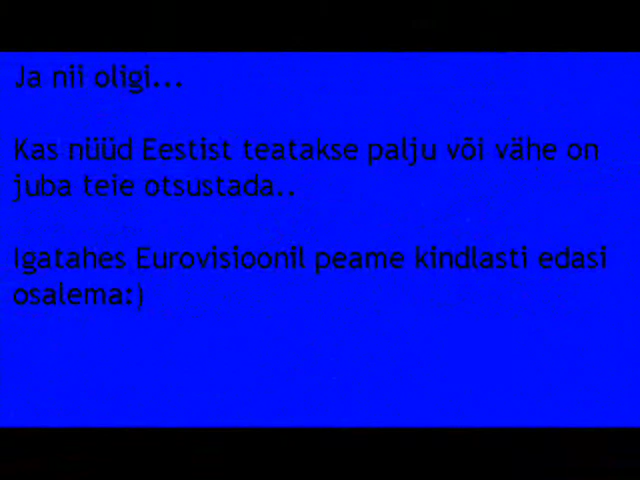 Ja nii oligi...
Kas nüüd Eestist teatakse palju või vähe on
juba teie otsustada..
Igatahes Eurovisioonil peame kindlasti edasi
osalema:)